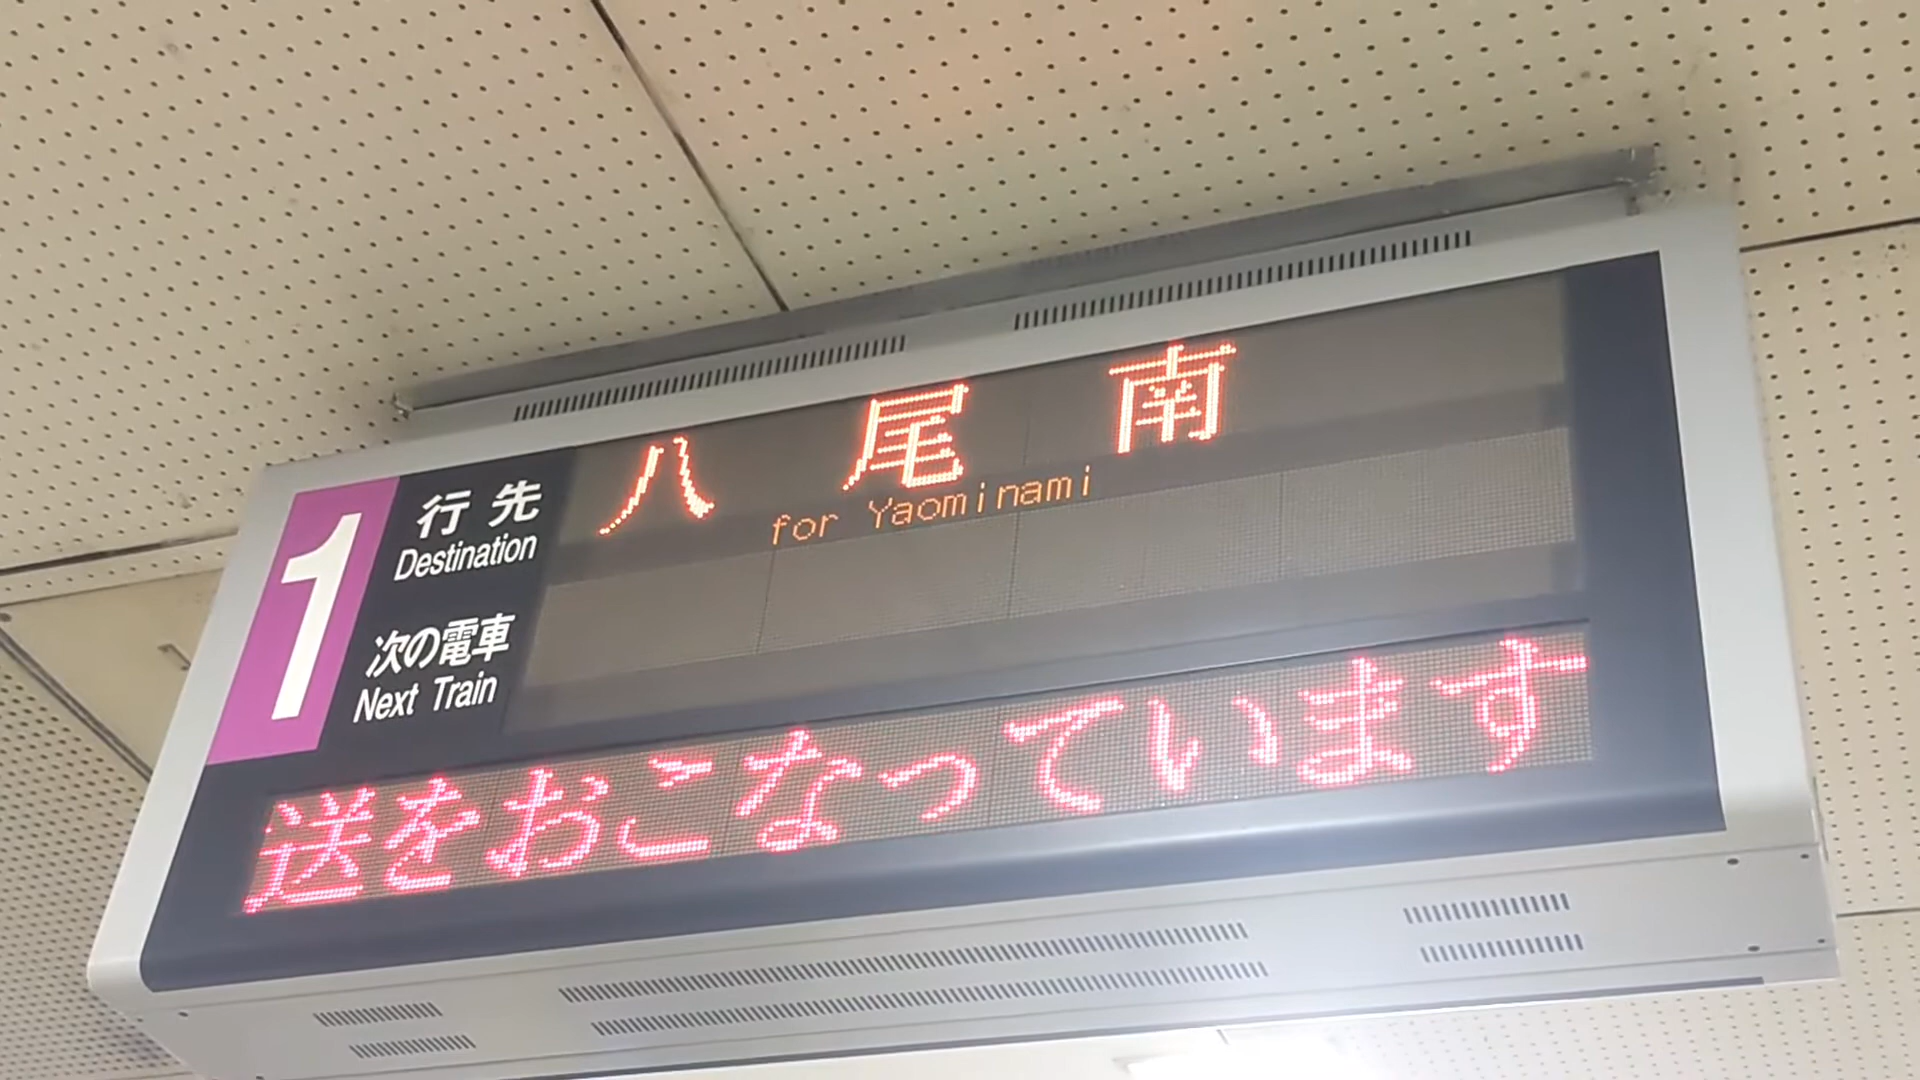 1
行先
Destination
八尾南
for Yaominami
次の電車
Next Train
送をおこなっています